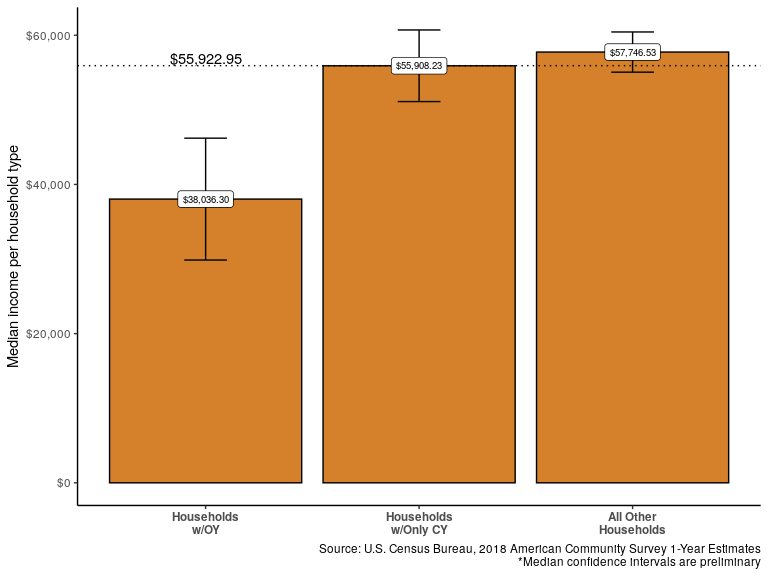 Median income per household type
$60,000
$40,000
$20,000
$0
$55,922.95
$38,036.30
$55,908.23
$57,746.53
Households
w/OY
Households
w/Only CY
All Other
Households
Source: U.S. Census Bureau, 2018 American Community Survey 1-Year Estimates
*Median confidence intervals are preliminary